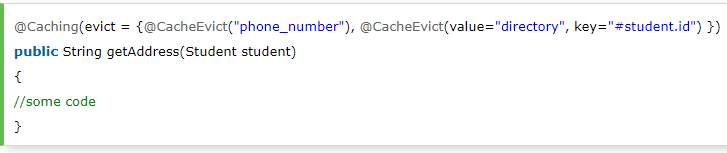 @Caching(evict = {@CacheEvict("phone_number"), @CacheEvict(value="directory", key="#student.id") })
public String getAddress(Student student)
{
//some code
}